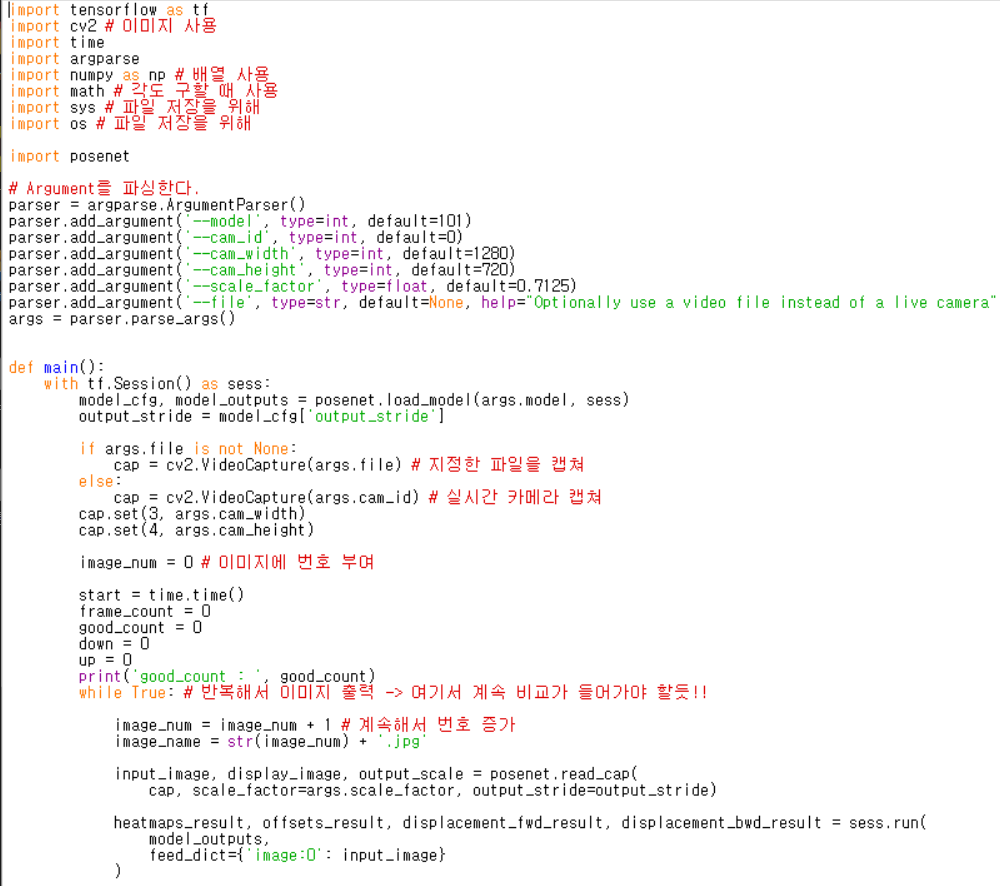 import tensorflow as tf
import cv2 # 이미지 사용
import time
import argparse
import numpy as np # 배열 사용
import math # 각도 구할 때 사용
import sys # 파일 저장을 위해
import os # 파일 저장을 위해
import posenet
# Argument를 파싱한다.
parser = argparse.ArgumentParser()
parser.add_argument('--model', type=int, default=101)
parser.add_argument('--cam_id', type=int, default=0)
parser.add_argument('--cam_width', type=int, default=1280)
parser.add_argument('--cam_height', type=int, default=720)
parser.add_argument('--scale_factor', type=float, default=0.7125)
parser.add_argument('--file', type=str, default=None, help="Optionally use a video file instead of a live camera"
args = parser.parse_args()
def main():
    with tf.Session() as sess:
        model_cfg, model_outputs = posenet.load_model(args.model, sess)
        output_stride = model_cfg['output_stride']
        if args.file is not None:
            cap = cv2.VideoCapture(args.file) # 지정한 파일을 캡쳐
        else:
            cap = cv2.VideoCapture(args.cam_id) # 실시간 카메라 캡쳐
        cap.set(3, args.cam_width)
        cap.set(4, args.cam_height)
        image_num = 0 # 이미지에 번호 부여
        start = time.time()
        frame_count = 0
        good_count = 0
        down = 0
        up = 0
        print('good_count : ', good_count)
        while True: # 반복해서 이미지 출력 -> 여기서 계속 비교가 들어가야 할듯!!
            image_num = image_num + 1 # 계속해서 번호 증가
            image_name = str(image_num) + '.jpg'
            input_image, display_image, output_scale = posenet.read_cap(
                cap, scale_factor=args.scale_factor, output_stride=output_stride)
            heatmaps_result, offsets_result, displacement_fwd_result, displacement_bwd_result = sess.run(
                model_outputs,
                feed_dict={'image:0': input_image}
            )